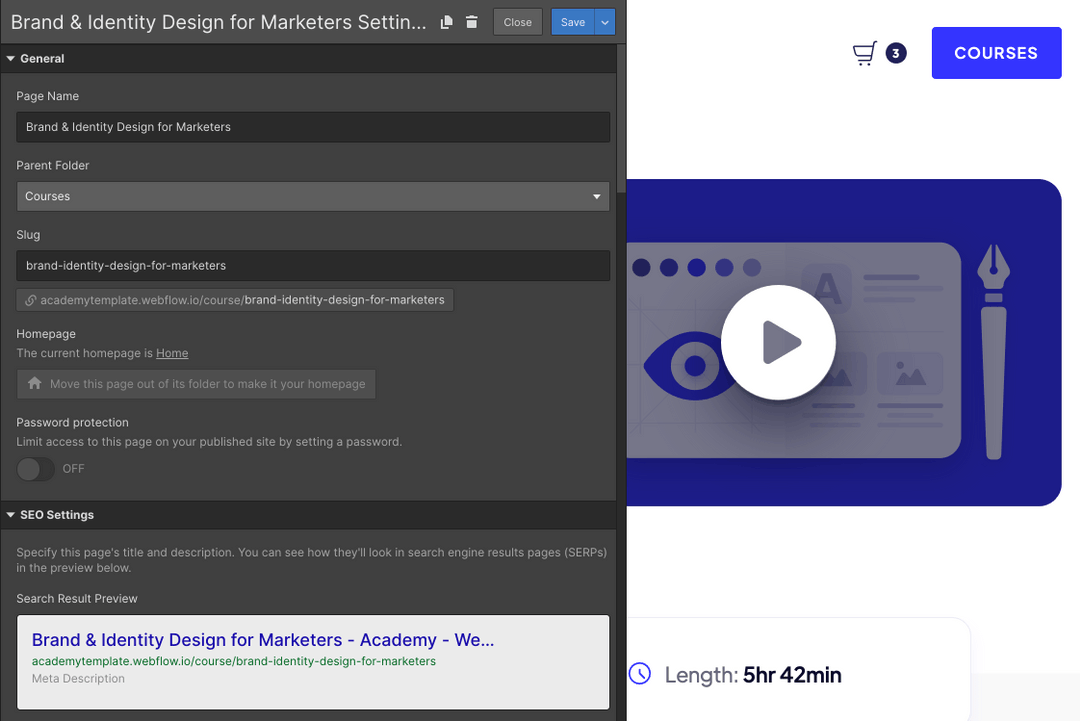 Brand & Identity Design for Marketers Settin...
Close
Save
General
Page Name
Brand & Identity Design for Marketers
Parent Folder
Courses
Slug
brand-identity-design-for-marketers
academytemplate.webflow.io/course/brand-identity-design-for-marketers
Homepage
The current homepage is Home
Move this page out of its folder to make it your homepage
Password protection
Limit access to this page on your published site by setting a password.
OFF
SEO Settings
Specify this page's title and description. You can see how they'll look in search engine results pages (SERPs)
in the preview below.
Search Result Preview
Brand & Identity Design for Marketers - Academy - We...
academytemplate.webflow.io/course/brand-identity-design-for-marketers
Meta Description
3
COURSES
A
Length: 5hr 42min